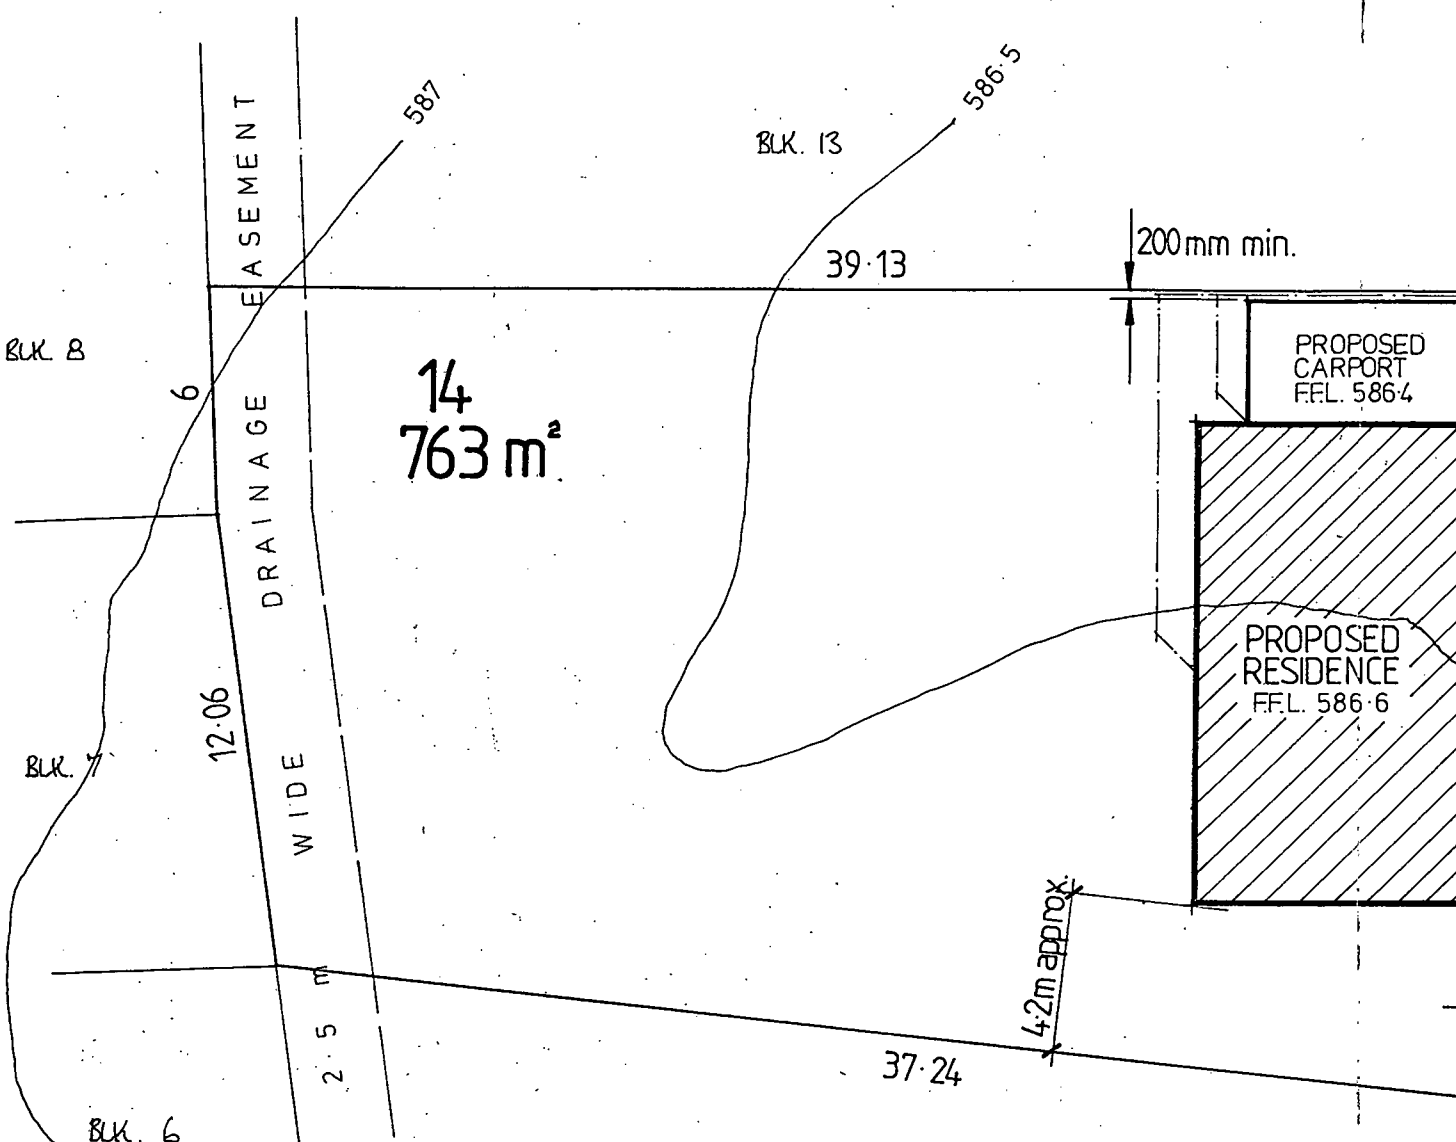 587
586·5
BLK. 13
200mm min.
39·13
BLK. 8
6
14
763 m²
PROPOSED
CARPORT
F.F.L. 586·4
PROPOSED
RESIDENCE
F.F.L. 586·6
12·06
BLK. 7
2·5 m WIDE DRAINAGE EASEMENT
4·2m approx.
37·24
BLK. 6